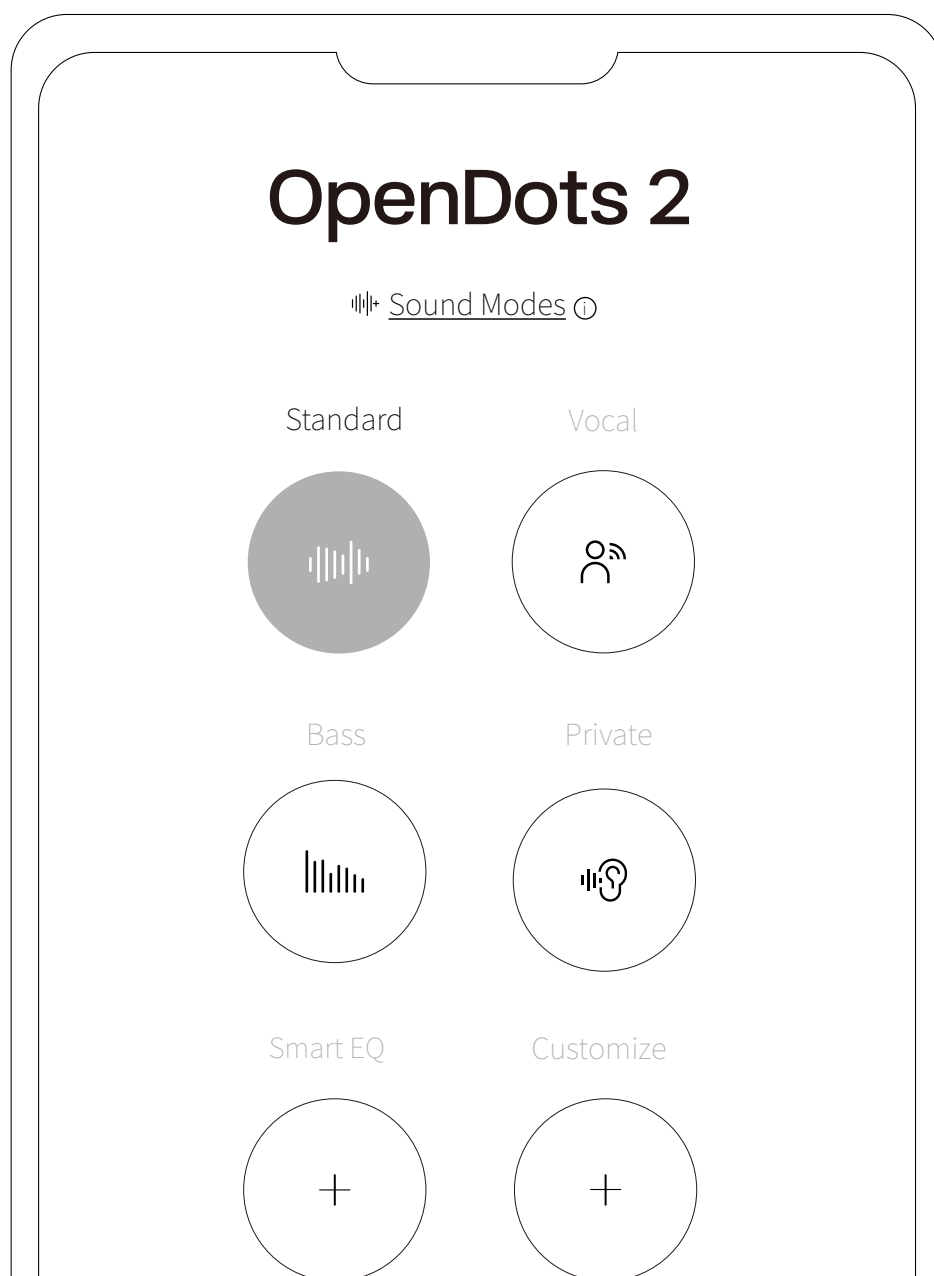 OpenDots 2
Sound Modes i
Standard Vocal
Bass Private
Smart EQ Customize